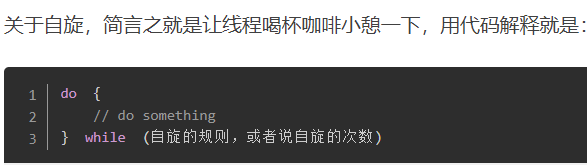 关于自旋，简言之就是让线程喝杯咖啡小憩一下，用代码解释就是：
1 do {
2 // do something
3 } while (自旋的规则，或者说自旋的次数)